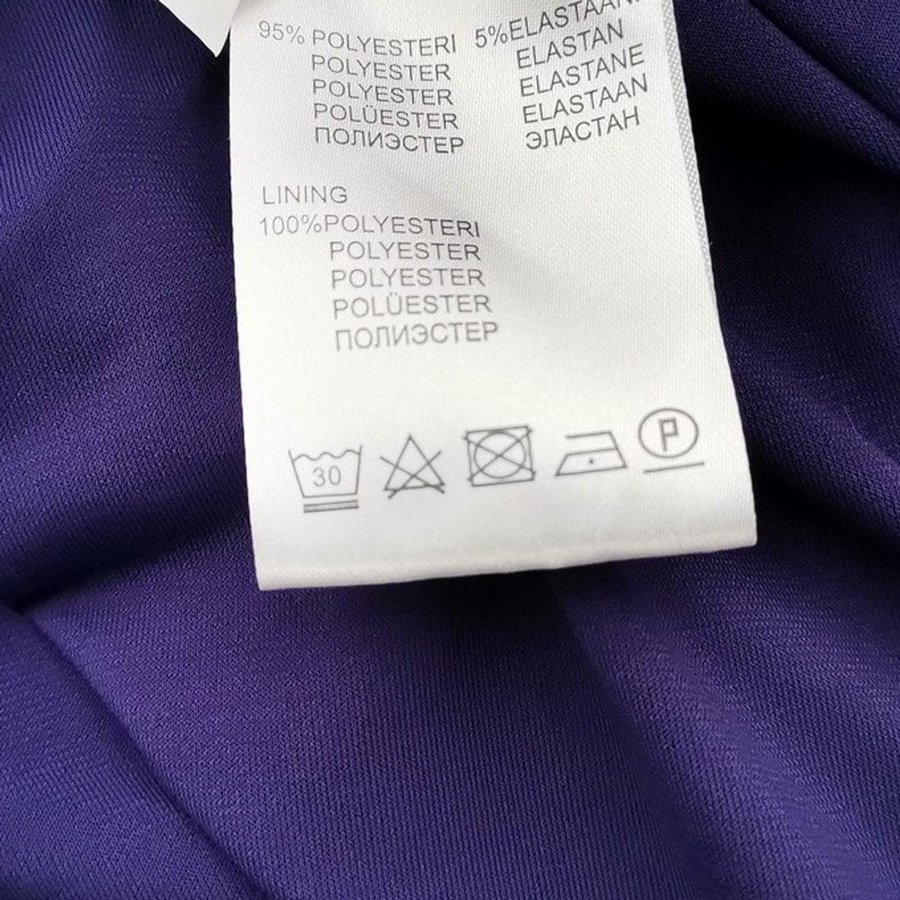 95% POLYESTERI 5%ELASTAANI
POLYESTER ELASTAN
POLYESTER ELASTANE
POLÜESTER ELASTAAN
ПОЛИЭСТЕР ЭЛАСТАН
LINING
100%POLYESTERI
POLYESTER
POLYESTER
POLÜESTER
ПОЛИЭСТЕР
30 P